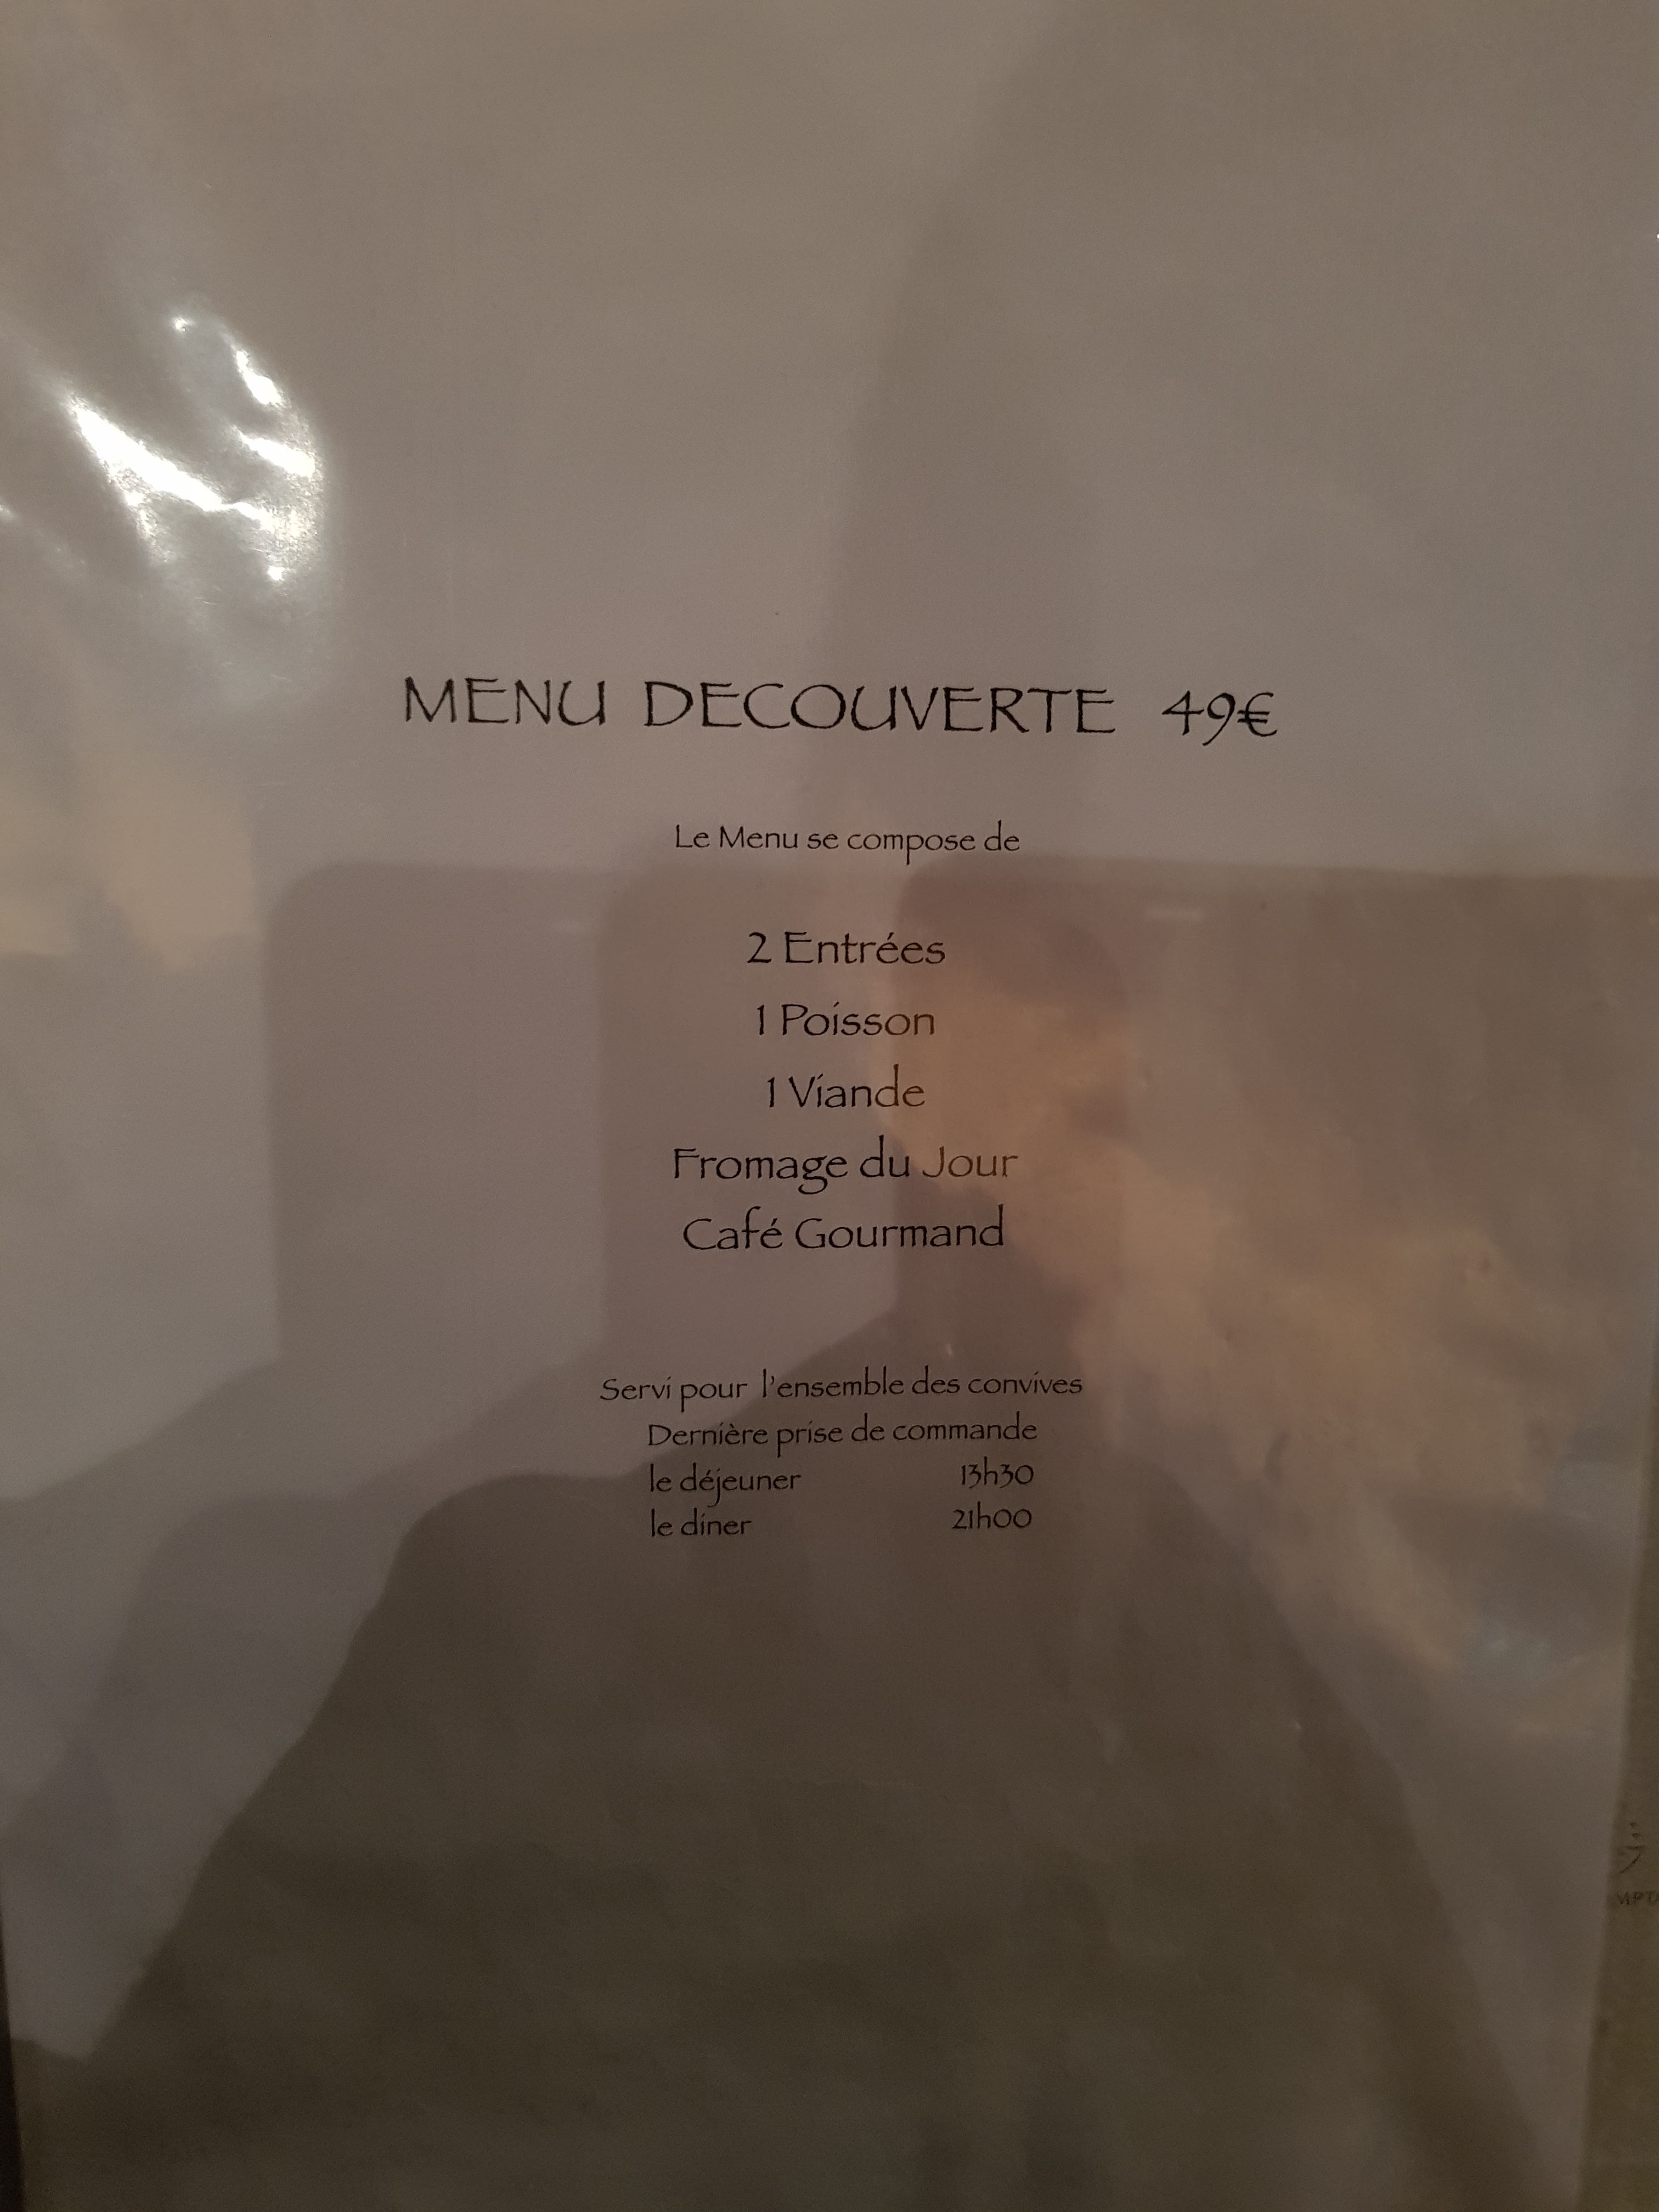 MENU DECOUVERTE 49€
Le Menu se compose de
2 Entrées
1 Poisson
1 Viande
Fromage du Jour
Café Gourmand
Servi pour l'ensemble des convives
Dernière prise de commande
le déjeuner 13h30
le diner 21h00